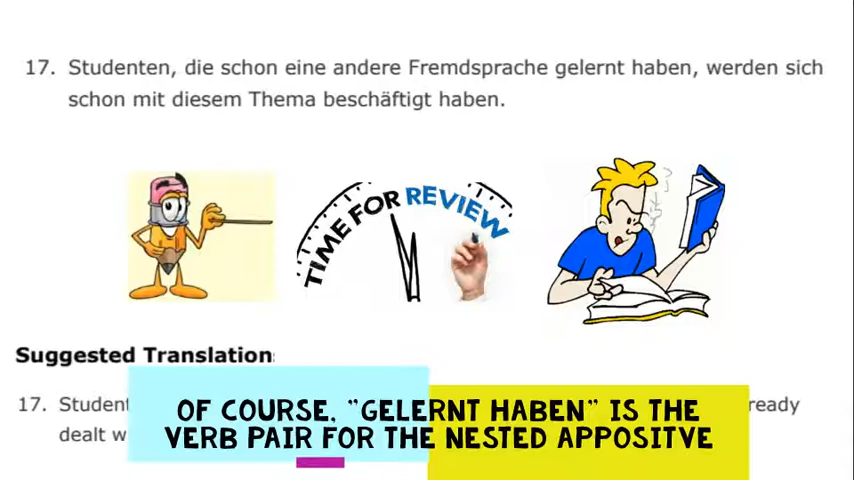 17. Studenten, die schon eine andere Fremdsprache gelernt haben, werden sich
schon mit diesem Thema beschäftigt haben.
TIME FOR REVIEW
Suggested Translation
17. Student
ready
dealt w
OF COURSE, "GELERNT HABEN" IS THE
VERB PAIR FOR THE NESTED APPOSITVE